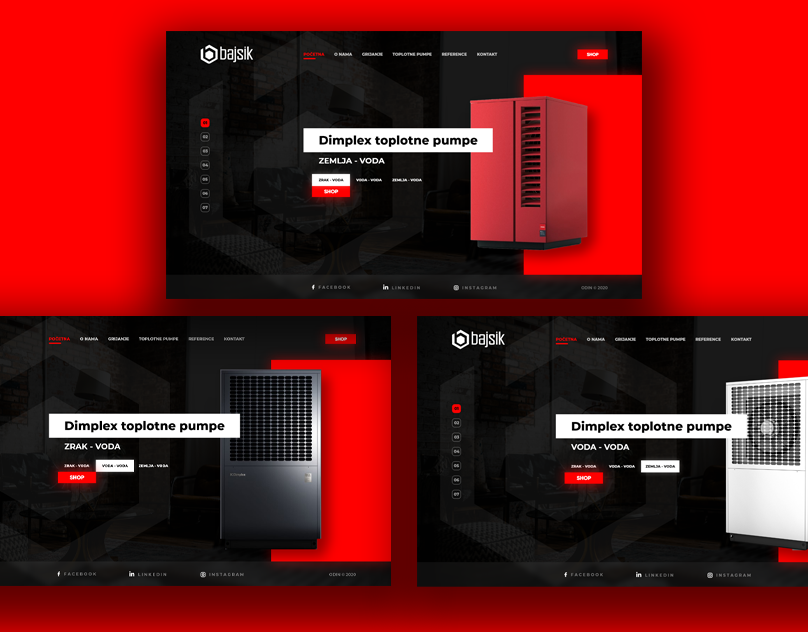 bajsik
POČETNA O NAMA GRIJANJE TOPLOTNE PUMPE REFERENCE KONTAKT SHOP
01
02
03
04
05
06
07
Dimplex toplotne pumpe
ZEMLJA - VODA
ZRAK - VODA VODA - VODA ZEMLJA - VODA
SHOP
FACEBOOK LINKEDIN INSTAGRAM ODIN © 2020
POČETNA O NAMA GRIJANJE TOPLOTNE PUMPE REFERENCE KONTAKT SHOP
Dimplex toplotne pumpe
ZRAK - VODA
ZRAK - VODA VODA - VODA ZEMLJA - VODA
SHOP
FACEBOOK LINKEDIN INSTAGRAM ODIN © 2020
bajsik
POČETNA O NAMA GRIJANJE TOPLOTNE PUMPE REFERENCE KONTAKT
01
02
03
04
05
06
07
Dimplex toplotne pumpe
VODA - VODA
ZRAK - VODA VODA - VODA ZEMLJA - VODA
SHOP
FACEBOOK LINKEDIN INSTAGRAM